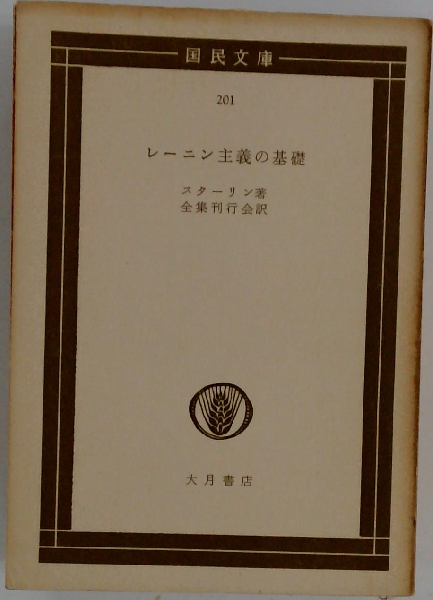 国民文庫
201
レーニン主義の基礎
スターリン著
全集刊行会訳
大月書店